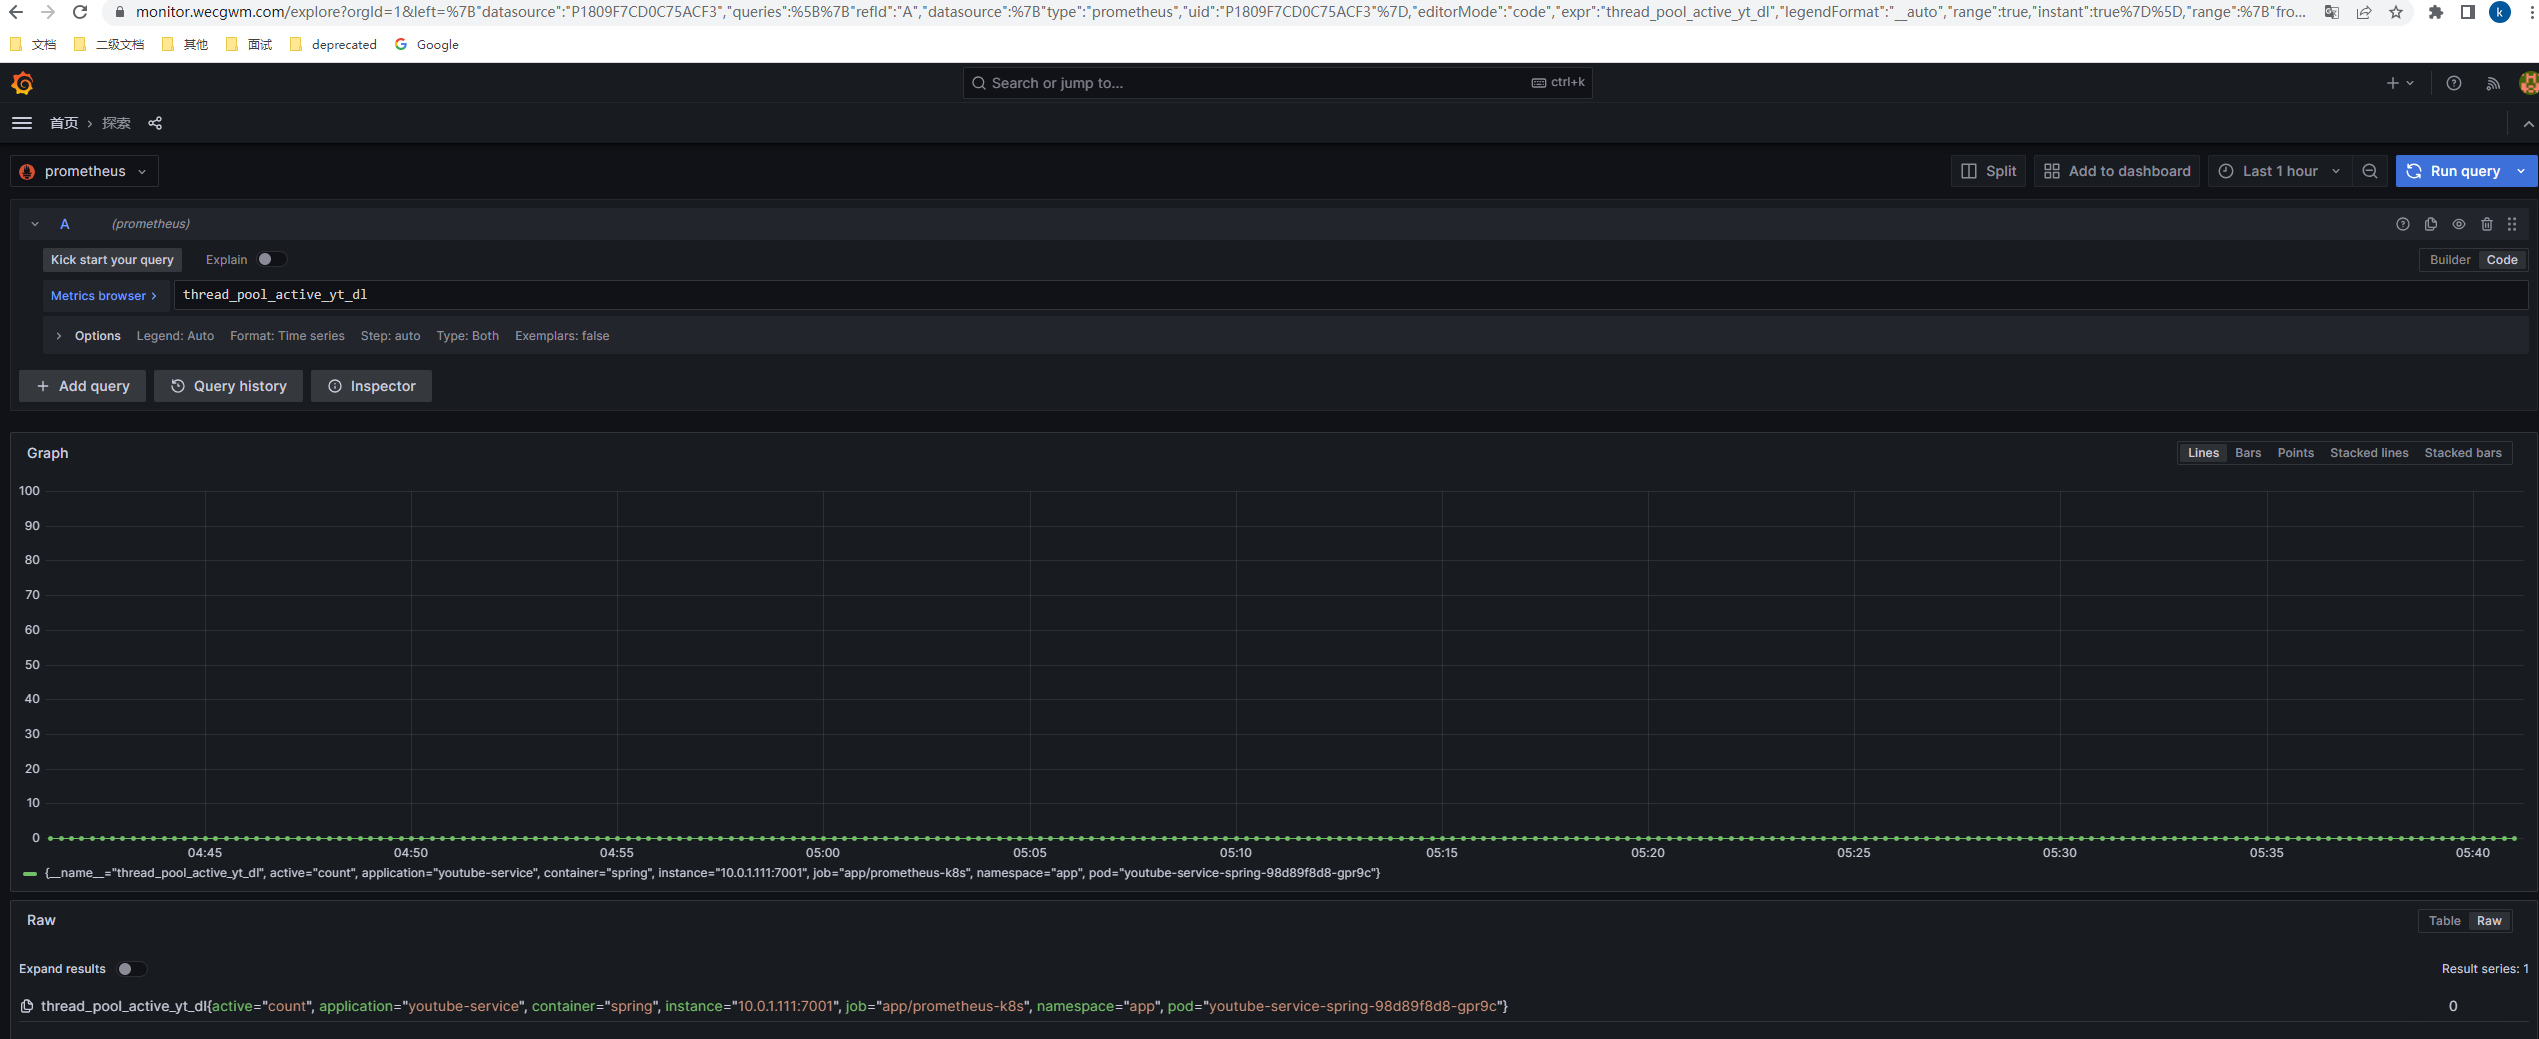 monitor.wecgwm.com/explore?orgId=1&left=%7B"datasource":"P1809F7CD0C75ACF3","queries":%5B%7B"refId":"A","datasource":%7B"type":"prometheus","uid":"P1809F7CD0C75ACF3"%7D,"editorMode":"code","expr":"thread_pool_active_yt_dl","legendFormat":"__auto","range":true,"instant":true%7D%5D,"range":%7B"fro... k
文档 二级文档 其他 面试 deprecated Google
Search or jump to... ctrl+k
首页 › 探索
prometheus Split Add to dashboard Last 1 hour Run query
A (prometheus)
Kick start your query Explain Builder Code
Metrics browser > thread_pool_active_yt_dl
Options Legend: Auto Format: Time series Step: auto Type: Both Exemplars: false
+ Add query Query history Inspector
Graph Lines Bars Points Stacked lines Stacked bars
100
90
80
70
60
50
40
30
20
10
0
04:45 04:50 04:55 05:00 05:05 05:10 05:15 05:20 05:25 05:30 05:35 05:40
{__name__="thread_pool_active_yt_dl", active="count", application="youtube-service", container="spring", instance="10.0.1.111:7001", job="app/prometheus-k8s", namespace="app", pod="youtube-service-spring-98d89f8d8-gpr9c"}
Raw Table Raw
Expand results Result series: 1
thread_pool_active_yt_dl{active="count", application="youtube-service", container="spring", instance="10.0.1.111:7001", job="app/prometheus-k8s", namespace="app", pod="youtube-service-spring-98d89f8d8-gpr9c"} 0